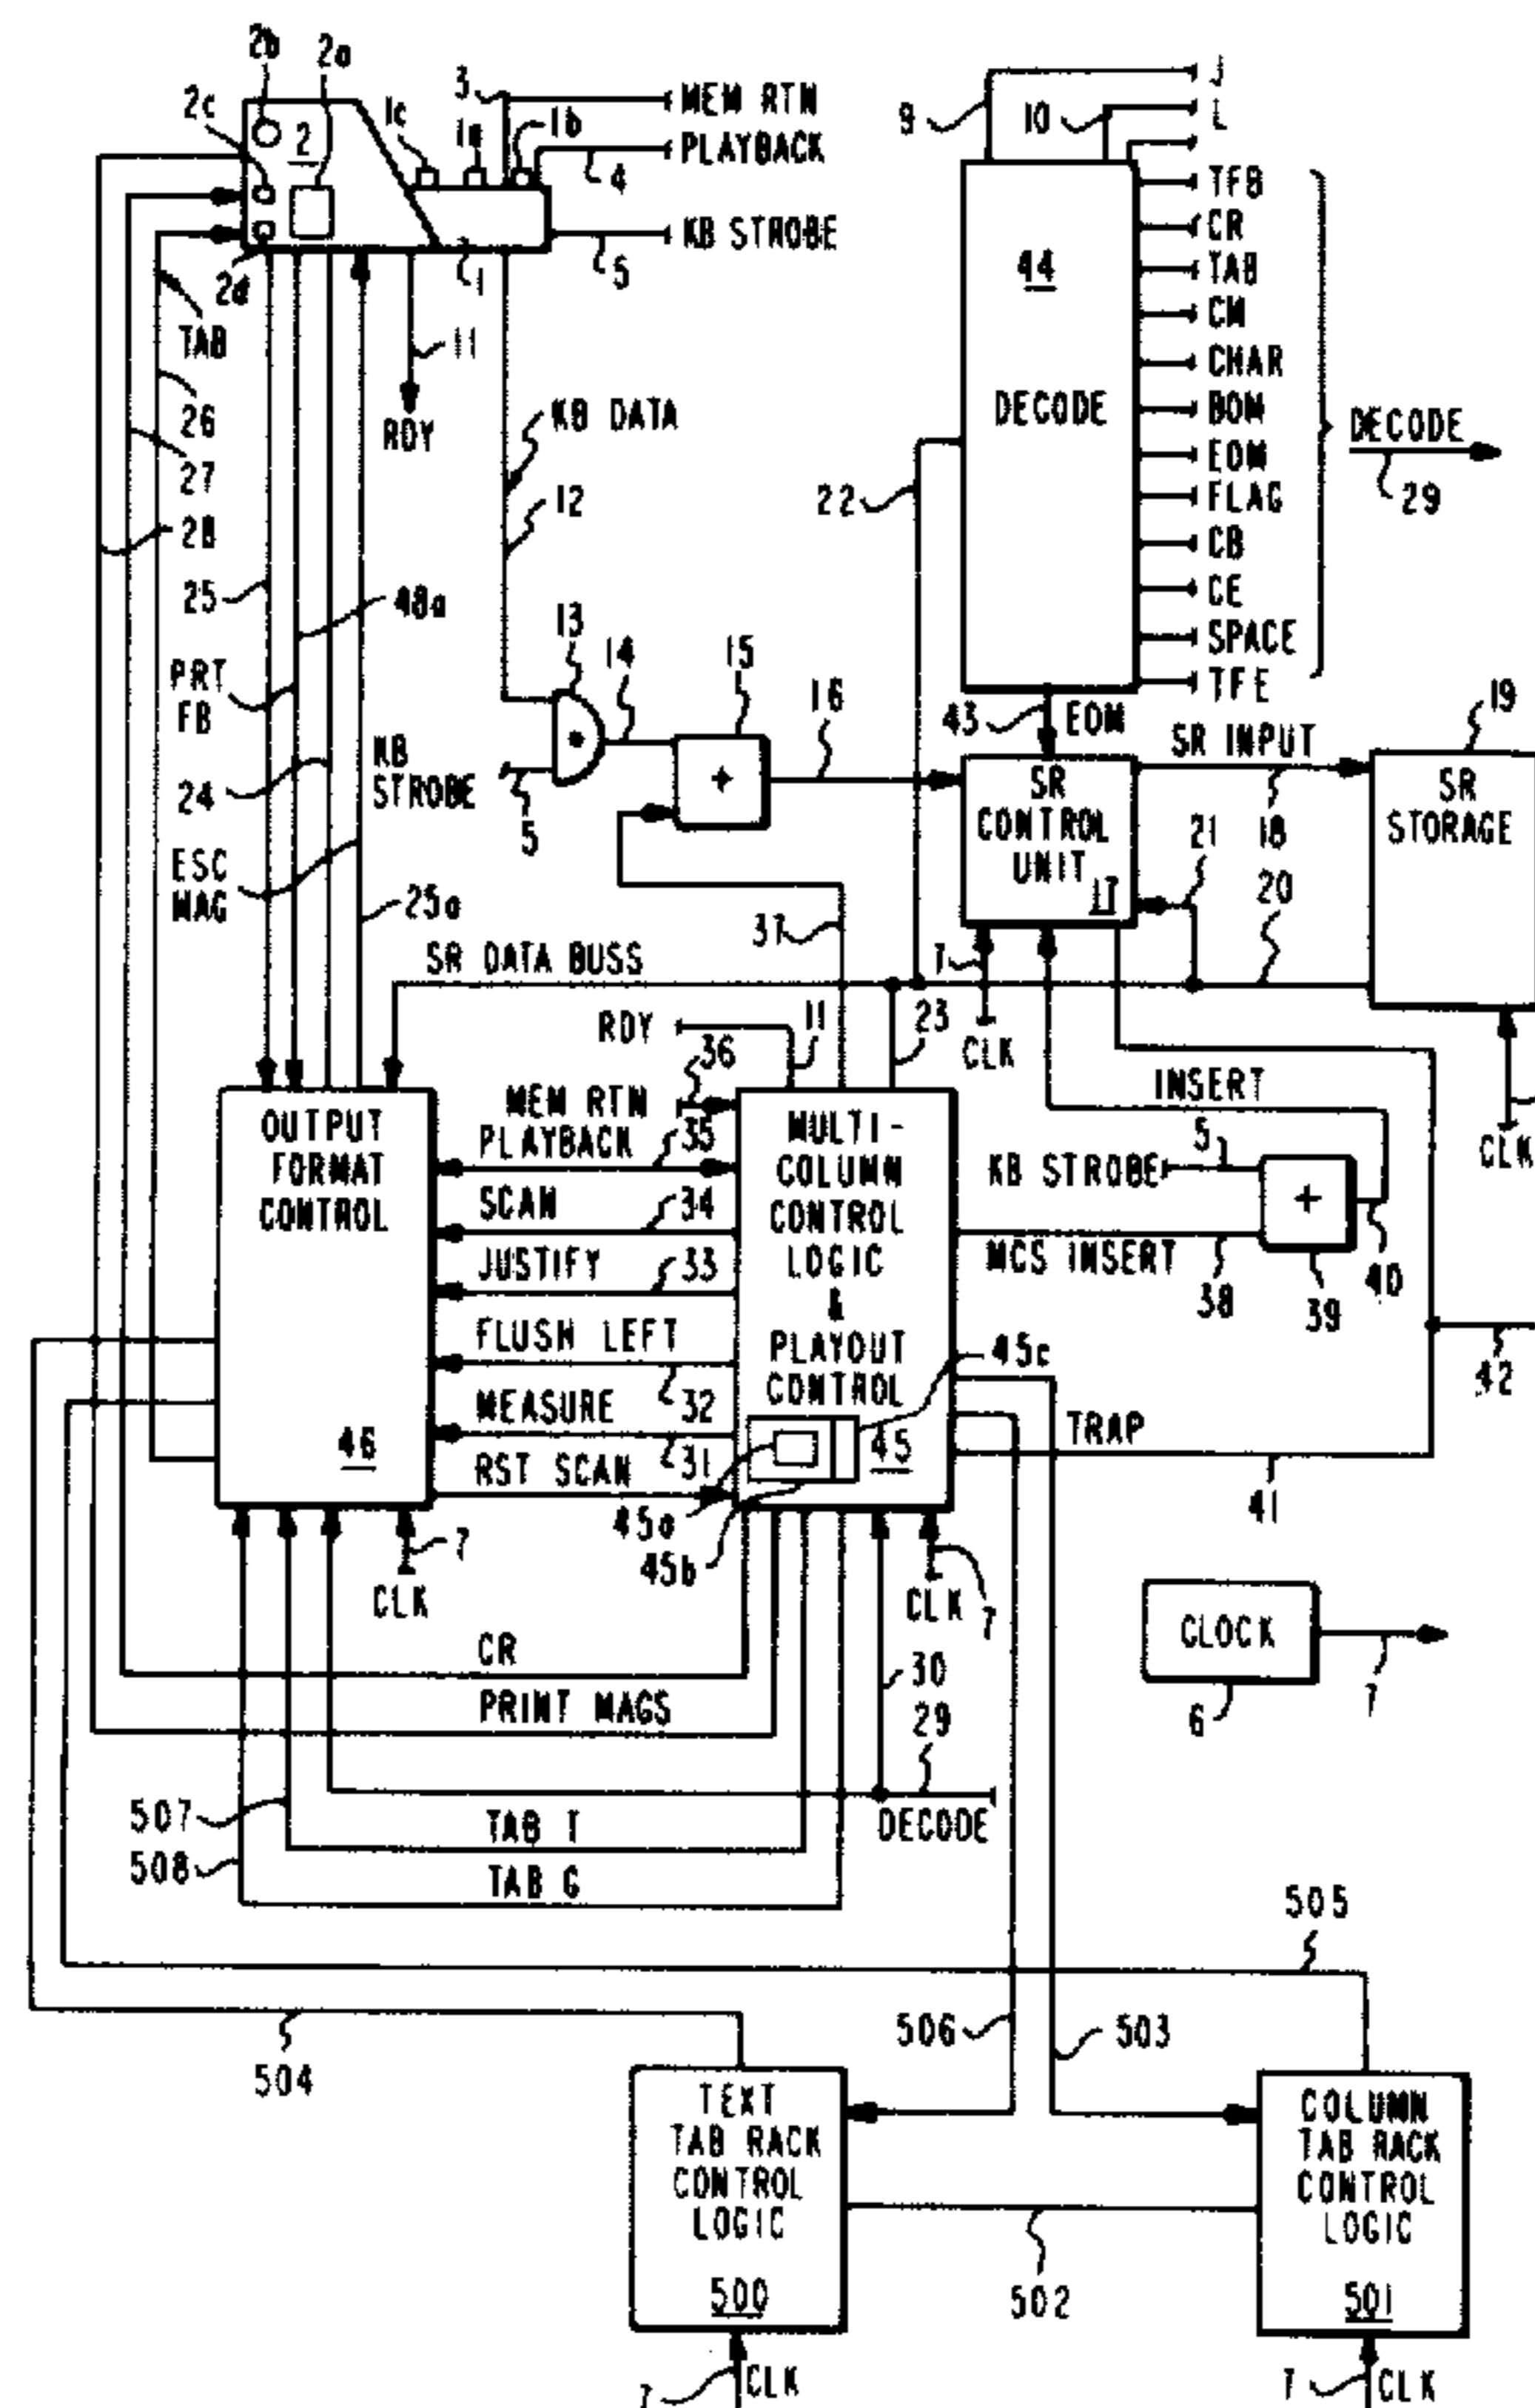 2b
2a
2c
2
1c
1a
3
1b
MEM RTN
PLAYBACK
4
KB STROBE
5
1
2d
TAB
26
27
28
25
11
RDY
KB DATA
12
48a
PRT
FB
24
KB
STROBE
5
ESC
MAG
25a
13
14
15
+
16
9
10
J
L
44
DECODE
TFB
CR
TAB
CM
CHAR
BOM
EOM
FLAG
CB
CE
SPACE
TFE
DECODE
29
22
43
EOM
SR
CONTROL
UNIT
17
SR INPUT
18
19
SR
STORAGE
21
20
37
SR DATA BUSS
7
CLK
23
RDY
11
CLK
INSERT
OUTPUT
FORMAT
CONTROL
46
MEM RTN
36
PLAYBACK
35
SCAN
34
JUSTIFY
33
FLUSH LEFT
32
MEASURE
31
RST SCAN
MULTI-
COLUMN
CONTROL
LOGIC
&
PLAYOUT
CONTROL
45
45c
45a
45b
KB STROBE
5
+
MCS INSERT
38
39
40
42
TRAP
41
7
CLK
CLK
7
CLOCK
6
7
CR
PRINT MAGS
30
29
DECODE
507
508
TAB T
TAB G
505
504
506
503
TEXT
TAB RACK
CONTROL
LOGIC
500
502
COLUMN
TAB RACK
CONTROL
LOGIC
501
7
CLK
7
CLK